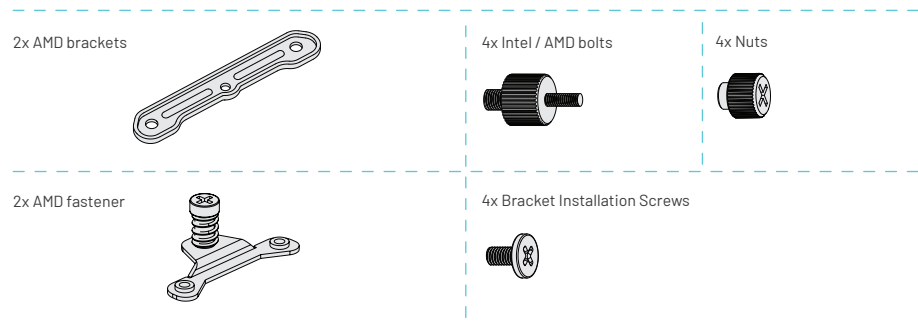 2x AMD brackets
4x Intel / AMD bolts
4x Nuts
2x AMD fastener
4x Bracket Installation Screws